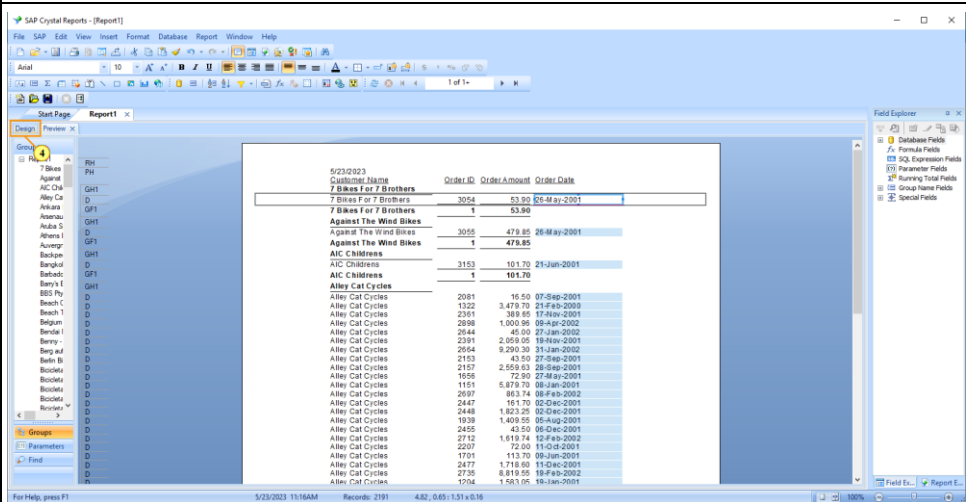 SAP Crystal Reports - [Report1]
File SAP Edit View Insert Format Database Report Window Help
Arial 10
1 of 1+
Start Page Report1
Design Preview
4
7 Bikes
Against
AIC Chil
Alley Ca
Ankara
Arsenau
Aruba S
Athens
Auvergn
Backpe
Bangkol
Barbado
Barry's
BBS Pty
Beach C
Beach T
Belgium
Bendai
Benny -
Berg auf
Berlin Bi
Bicicleta
Bicicleta
Bicicleta
Bicicleta
Bicicleta
Groups
Parameters
Find
RH
PH 5/23/2023
Customer Name Order ID Order Amount Order Date
GH1 7 Bikes For 7 Brothers
D 7 Bikes For 7 Brothers 3054 53.90 26-May-2001
GF1 7 Bikes For 7 Brothers 1 53.90
GH1 Against The Wind Bikes
D Against The Wind Bikes 3055 479.85 26-May-2001
GF1 Against The Wind Bikes 1 479.85
GH1 AIC Childrens
D AIC Childrens 3153 101.70 21-Jun-2001
GF1 AIC Childrens 1 101.70
GH1 Alley Cat Cycles
D Alley Cat Cycles 2081 16.50 07-Sep-2001
D Alley Cat Cycles 1322 3,479.70 21-Feb-2000
D Alley Cat Cycles 2361 389.65 17-Nov-2001
D Alley Cat Cycles 2898 1,000.96 09-Apr-2002
D Alley Cat Cycles 2644 45.00 27-Jan-2002
D Alley Cat Cycles 2391 2,059.05 19-Nov-2001
D Alley Cat Cycles 2664 9,290.30 31-Jan-2002
D Alley Cat Cycles 2153 43.50 27-Sep-2001
D Alley Cat Cycles 2157 2,559.63 28-Sep-2001
D Alley Cat Cycles 1656 72.90 27-May-2001
D Alley Cat Cycles 1151 5,879.70 08-Jan-2001
D Alley Cat Cycles 2697 863.74 08-Feb-2002
D Alley Cat Cycles 2447 161.70 02-Dec-2001
D Alley Cat Cycles 2448 1,823.25 02-Dec-2001
D Alley Cat Cycles 1939 1,409.55 05-Aug-2001
D Alley Cat Cycles 2455 43.50 06-Dec-2001
D Alley Cat Cycles 2712 1,619.74 12-Feb-2002
D Alley Cat Cycles 2207 72.00 11-Oct-2001
D Alley Cat Cycles 1701 113.70 09-Jun-2001
D Alley Cat Cycles 2477 1,718.60 11-Dec-2001
D Alley Cat Cycles 2735 8,819.55 19-Feb-2002
D Alley Cat Cycles 1204 1,583.05 19-Jan-2001
Field Explorer
Database Fields
Formula Fields
SQL Expression Fields
Parameter Fields
Running Total Fields
Group Name Fields
Special Fields
Field Ex... Report E...
For Help, press F1 5/23/2023 11:16AM Records: 2191 4.82 , 0.65 : 1.51 x 0.16 100%